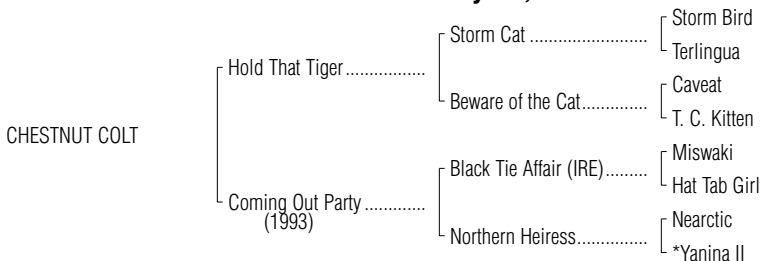 Storm Bird
Storm Cat ........................
Terlingua
Hold That Tiger.................
Caveat
Beware of the Cat..............
T. C. Kitten
CHESTNUT COLT
Miswaki
Black Tie Affair (IRE).........
Hat Tab Girl
Coming Out Party .............
(1993)
Nearctic
Northern Heiress...............
*Yanina II